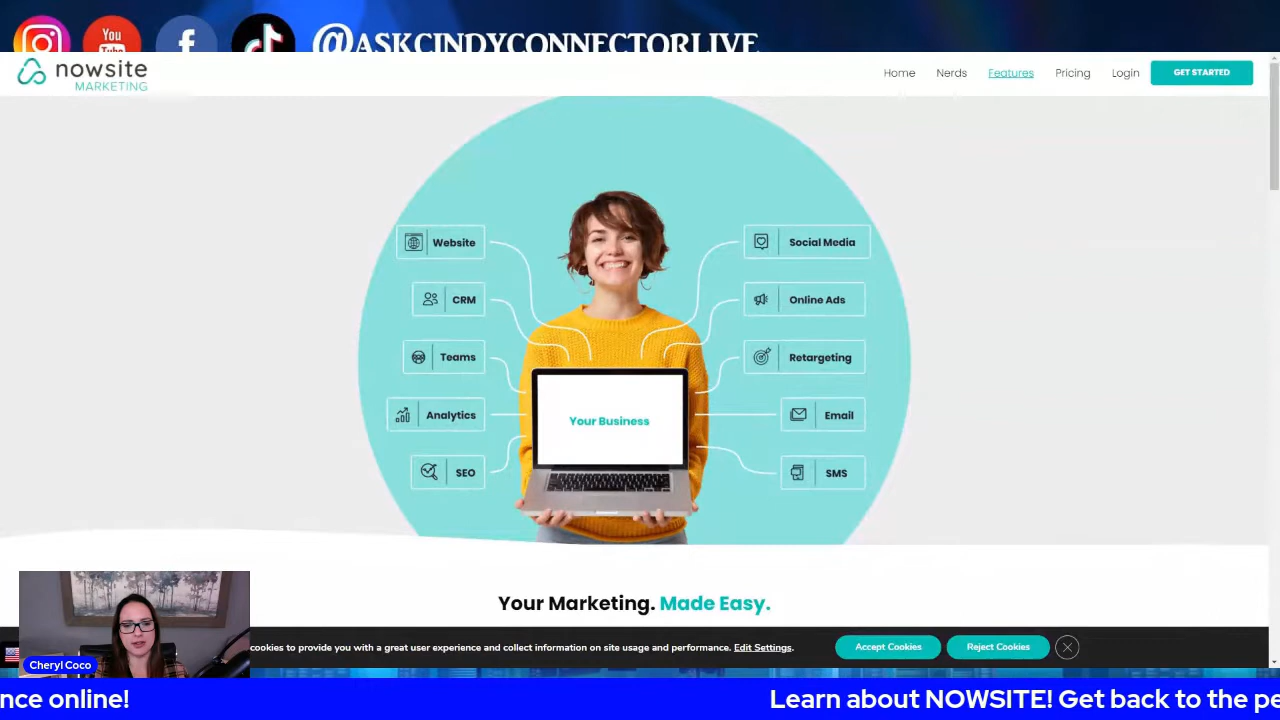 You
@ASKCINDYCONNECTORLIVE
nowsite
MARKETING
Home
Nerds
Features
Pricing
Login
GET STARTED
Website
Social Media
CRM
Online Ads
Teams
Retargeting
Analytics
Email
SEO
SMS
Your Business
Your Marketing. Made Easy.
cookies to provide you with a great user experience and collect information on site usage and performance. Edit Settings.
Accept Cookies
Reject Cookies
Cheryl Coco
nce online!
Learn about NOWSITE! Get back to the pe